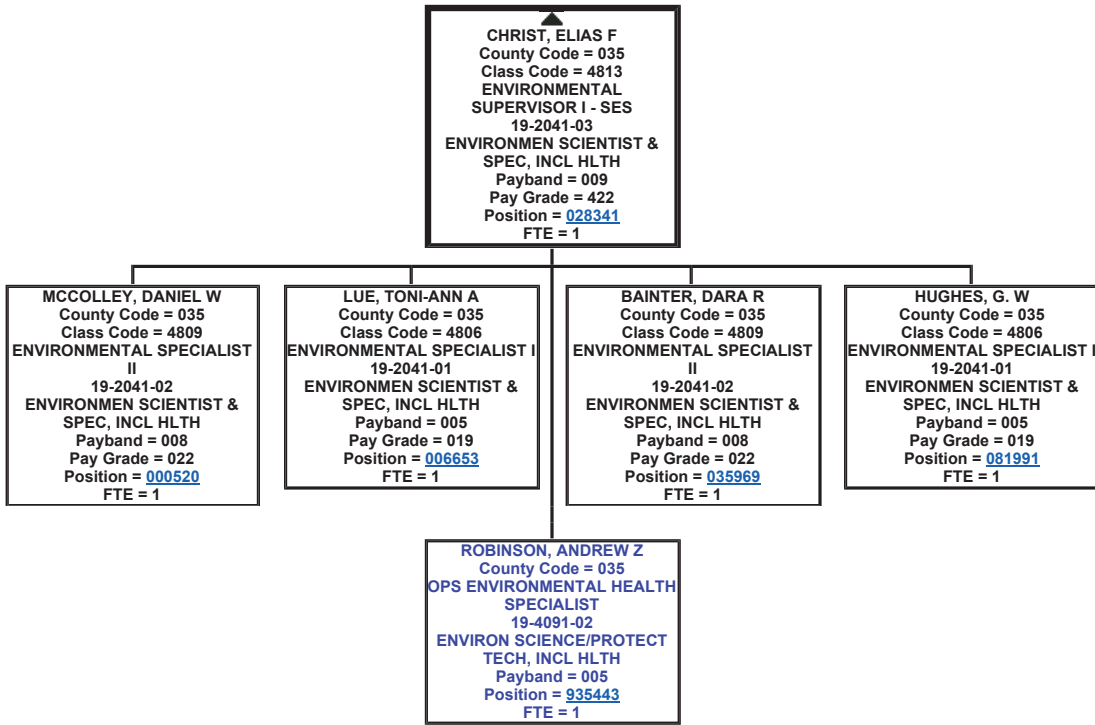 CHRIST, ELIAS F
County Code = 035
Class Code = 4813
ENVIRONMENTAL
SUPERVISOR I - SES
19-2041-03
ENVIRONMEN SCIENTIST &
SPEC, INCL HLTH
Payband = 009
Pay Grade = 422
Position = 028341
FTE = 1
MCCOLLEY, DANIEL W
County Code = 035
Class Code = 4809
ENVIRONMENTAL SPECIALIST
II
19-2041-02
ENVIRONMEN SCIENTIST &
SPEC, INCL HLTH
Payband = 008
Pay Grade = 022
Position = 000520
FTE = 1
LUE, TONI-ANN A
County Code = 035
Class Code = 4806
ENVIRONMENTAL SPECIALIST I
19-2041-01
ENVIRONMEN SCIENTIST &
SPEC, INCL HLTH
Payband = 005
Pay Grade = 019
Position = 006653
FTE = 1
BAINTER, DARA R
County Code = 035
Class Code = 4809
ENVIRONMENTAL SPECIALIST
II
19-2041-02
ENVIRONMEN SCIENTIST &
SPEC, INCL HLTH
Payband = 008
Pay Grade = 022
Position = 035969
FTE = 1
HUGHES, G. W
County Code = 035
Class Code = 4806
ENVIRONMENTAL SPECIALIST I
19-2041-01
ENVIRONMEN SCIENTIST &
SPEC, INCL HLTH
Payband = 005
Pay Grade = 019
Position = 081991
FTE = 1
ROBINSON, ANDREW Z
County Code = 035
OPS ENVIRONMENTAL HEALTH
SPECIALIST
19-4091-02
ENVIRON SCIENCE/PROTECT
TECH, INCL HLTH
Payband = 005
Position = 935443
FTE = 1